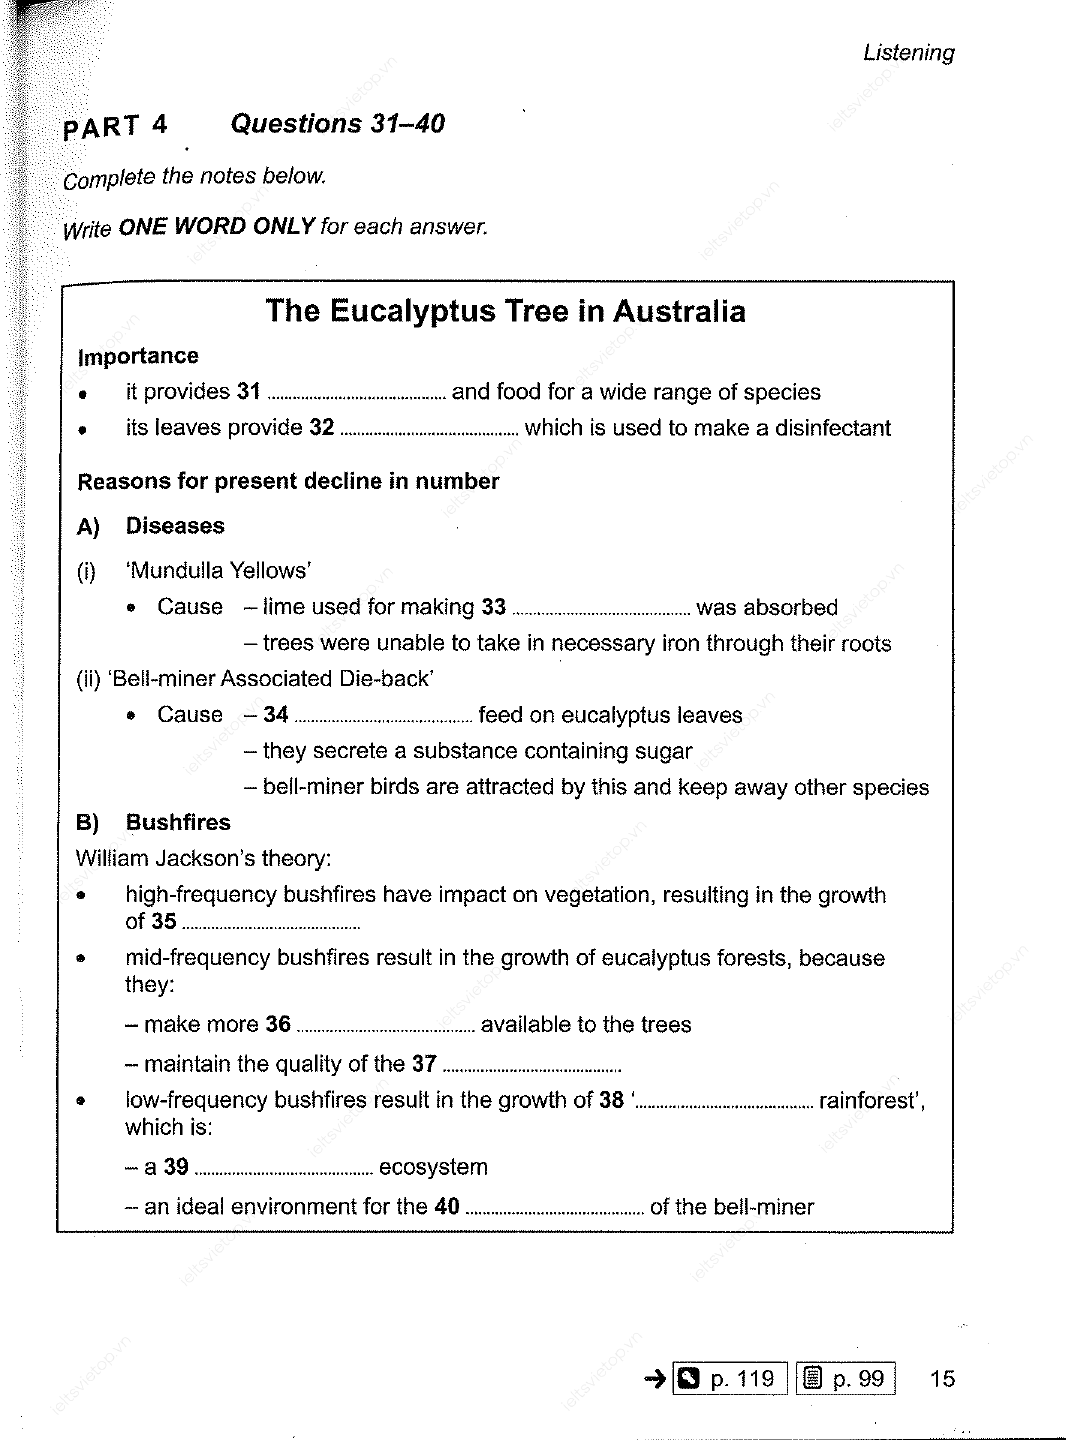 Listening
PART 4 Questions 31–40
Complete the notes below.
Write ONE WORD ONLY for each answer.
The Eucalyptus Tree in Australia
Importance
• it provides 31 .......................................... and food for a wide range of species
• its leaves provide 32 .......................................... which is used to make a disinfectant
Reasons for present decline in number
A) Diseases
(i) ‘Mundulla Yellows’
• Cause – lime used for making 33 .......................................... was absorbed
– trees were unable to take in necessary iron through their roots
(ii) ‘Bell-miner Associated Die-back’
• Cause – 34 .......................................... feed on eucalyptus leaves
– they secrete a substance containing sugar
– bell-miner birds are attracted by this and keep away other species
B) Bushfires
William Jackson’s theory:
• high-frequency bushfires have impact on vegetation, resulting in the growth
of 35 ..........................................
• mid-frequency bushfires result in the growth of eucalyptus forests, because
they:
– make more 36 .......................................... available to the trees
– maintain the quality of the 37 ..........................................
• low-frequency bushfires result in the growth of 38 ‘.......................................... rainforest’,
which is:
– a 39 .......................................... ecosystem
– an ideal environment for the 40 .......................................... of the bell-miner
➔ p. 119 p. 99 15
ieltsvietop.vn